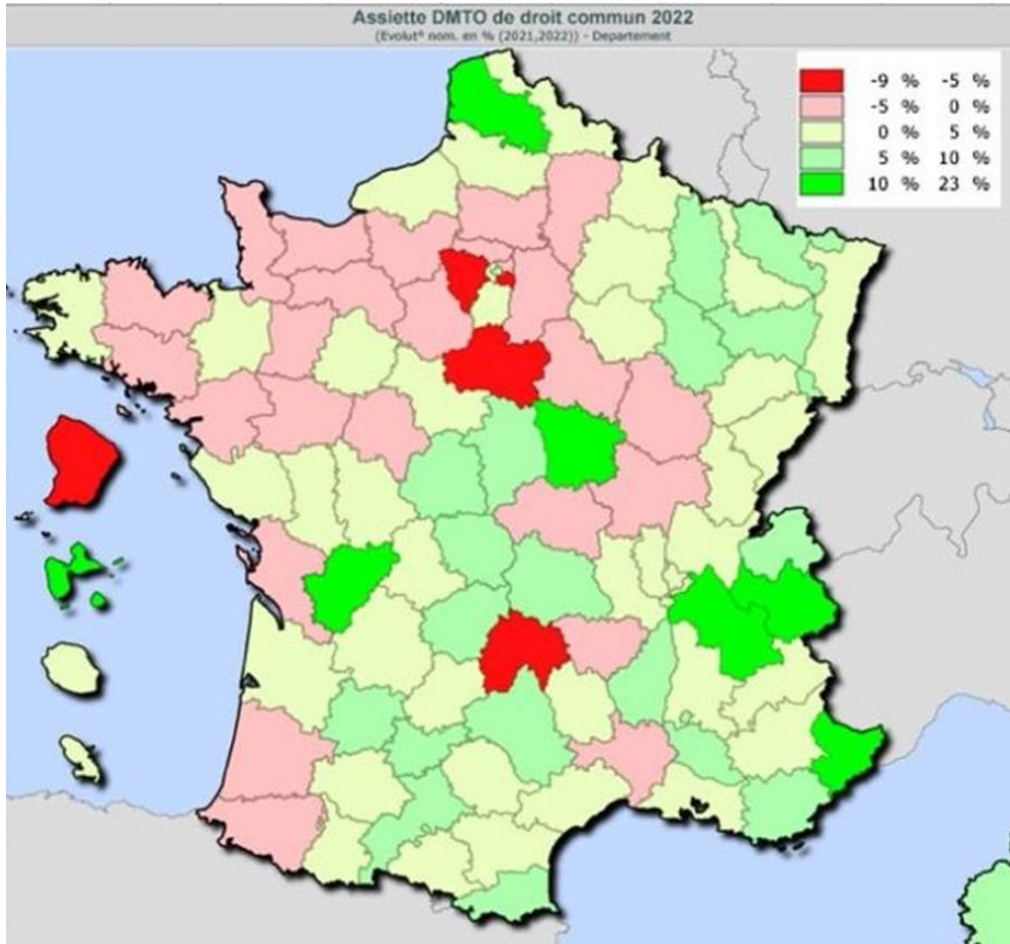 Assiette DMTO de droit commun 2022
(Evolut° nom. en % (2021,2022)) - Departement
-9 % -5 %
-5 % 0 %
0 % 5 %
5 % 10 %
10 % 23 %